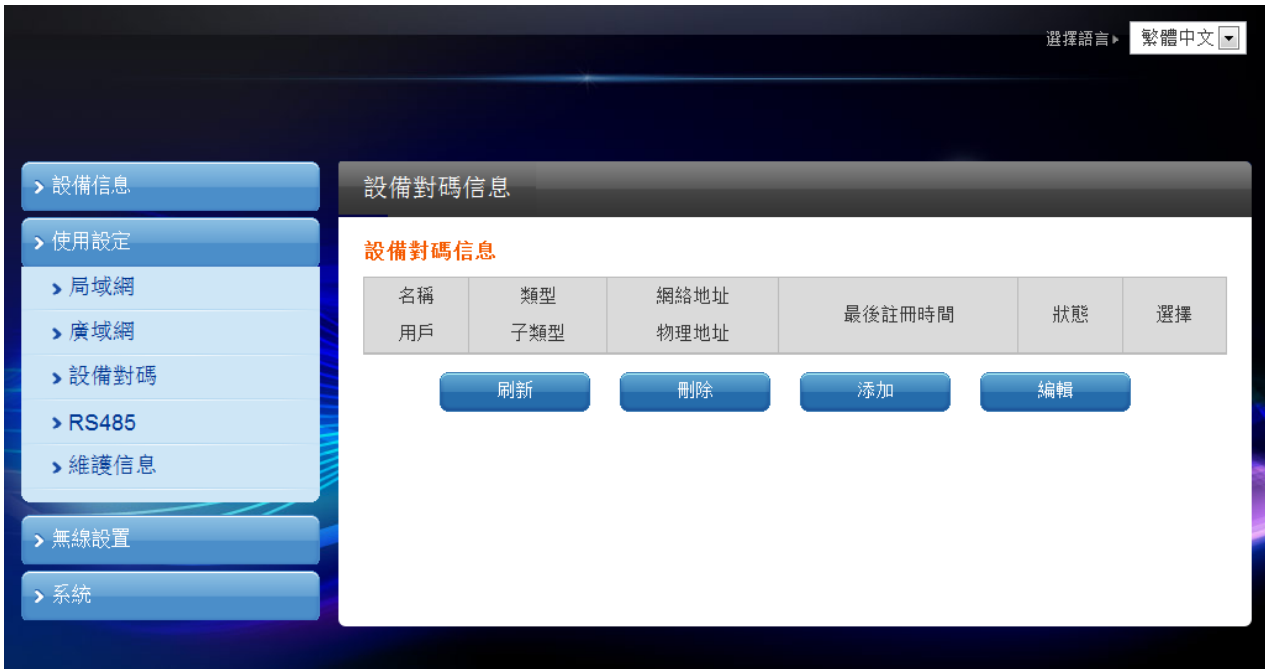 選擇語言 繁體中文
設備信息
使用設定
局域網
廣域網
設備對碼
RS485
維護信息
無線設置
系統
設備對碼信息
設備對碼信息
名稱 類型 網絡地址 最後註冊時間 狀態 選擇
用戶 子類型 物理地址
刷新 刪除 添加 編輯